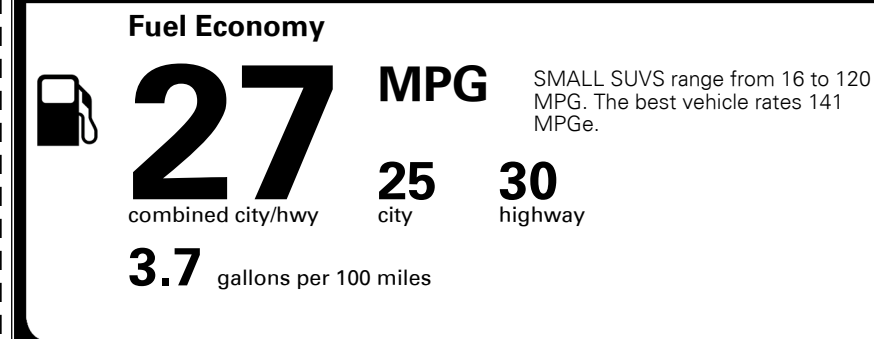 Fuel Economy
27 MPG
SMALL SUVS range from 16 to 120
MPG. The best vehicle rates 141
MPGe.
combined city/hwy
25
city
30
highway
3.7 gallons per 100 miles